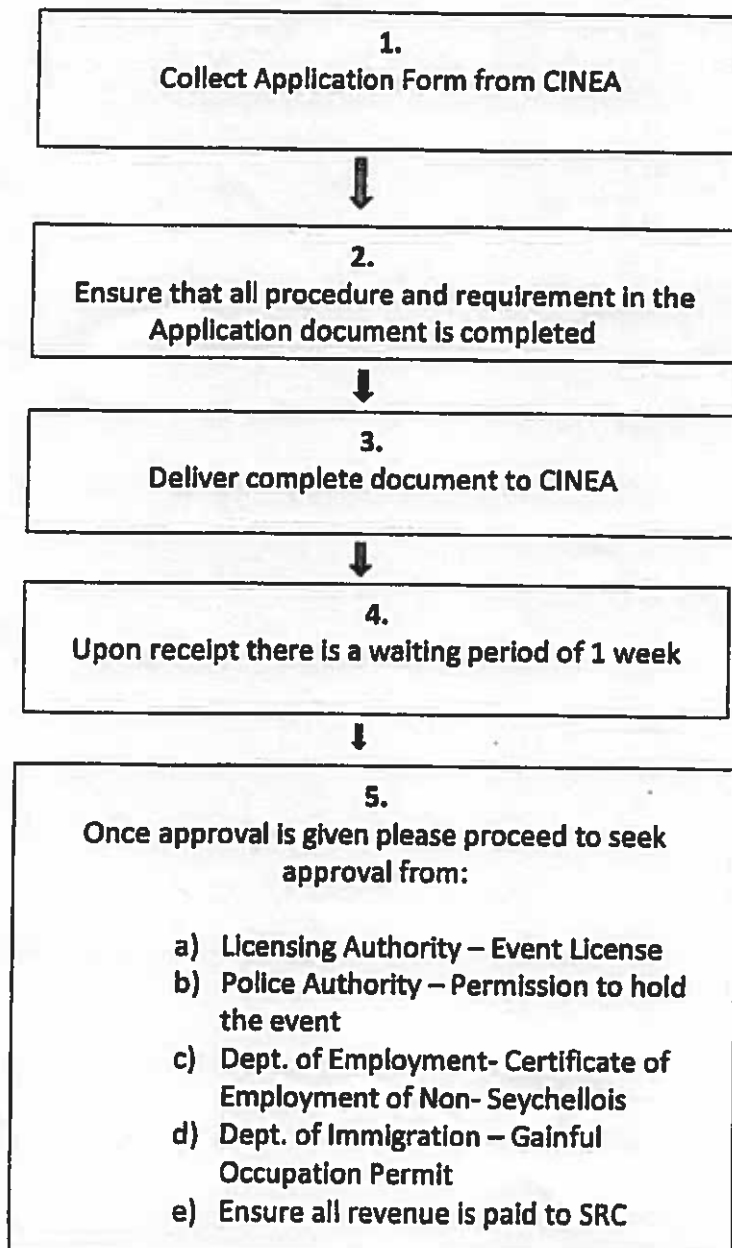 1.
Collect Application Form from CINEA
2.
Ensure that all procedure and requirement in the
Application document is completed
3.
Deliver complete document to CINEA
4.
Upon receipt there is a waiting period of 1 week
5.
Once approval is given please proceed to seek
approval from:
a) Licensing Authority – Event License
b) Police Authority – Permission to hold
the event
c) Dept. of Employment- Certificate of
Employment of Non- Seychellois
d) Dept. of Immigration – Gainful
Occupation Permit
e) Ensure all revenue is paid to SRC